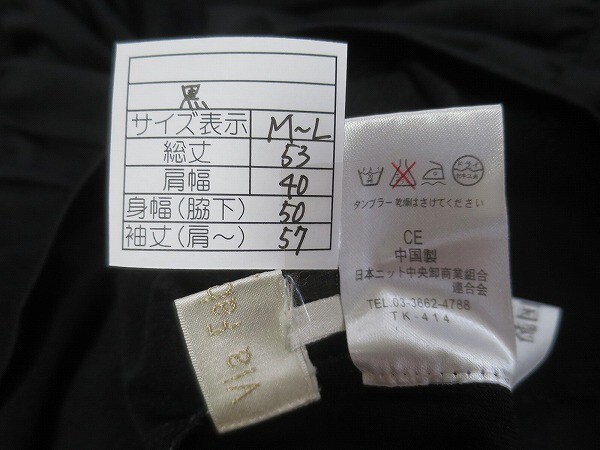 黒
サイズ表示 M~L
総丈 53
肩幅 40
身幅(脇下) 50
袖丈(肩~) 57
タンブラー乾燥はさけてください
CE
中国製
日本ニット中央卸商業組合
連合会
TEL.03-3662-4788
TK-414
Via